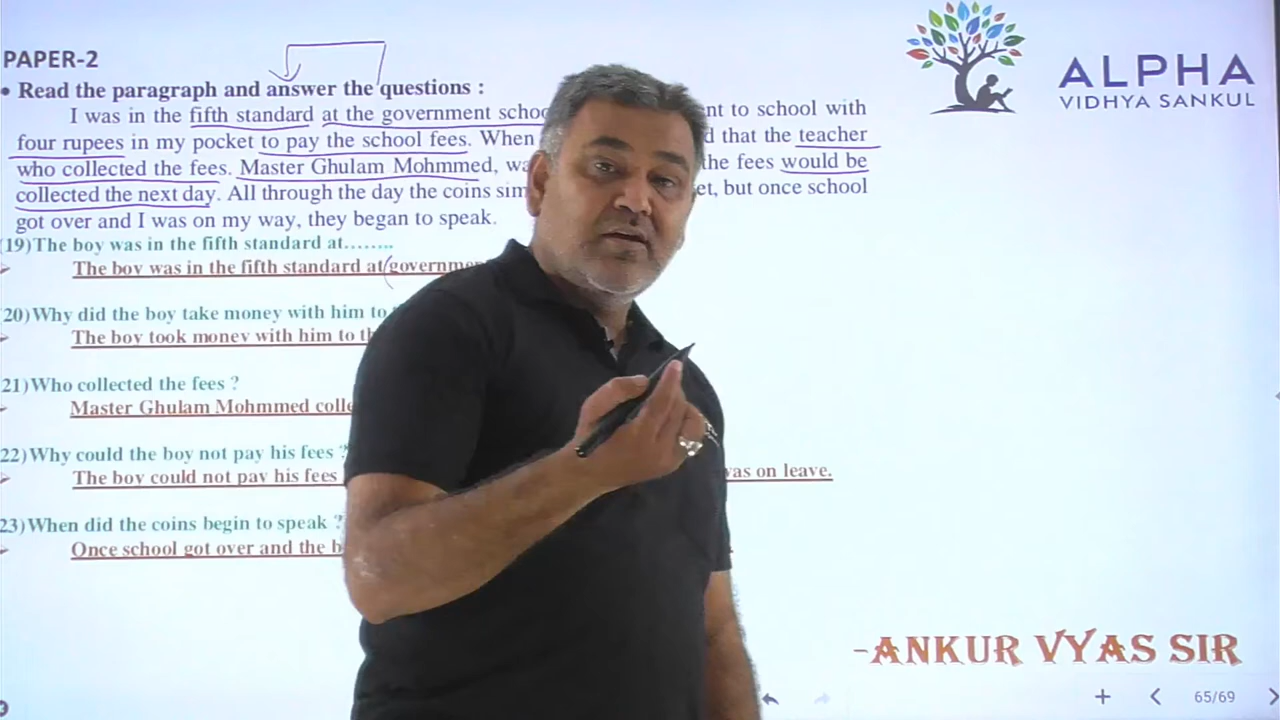 PAPER-2
• Read the paragraph and answer the questions :
I was in the fifth standard at the government nt to school with
four rupees in my pocket to pay the school fees. When that the teacher
who collected the fees. Master Ghulam Mohmmed, the fees would be
collected the next day. All through the day the coins but once school
got over and I was on my way, they began to speak.
19)The boy was in the fifth standard at........
The boy was in the fifth standard at
20)Why did the boy take money with him to
The boy took money with him to
21)Who collected the fees ?
Master Ghulam Mohmmed
22)Why could the boy not pay his fees ?
The boy could not pay his fees was on leave.
23)When did the coins begin to speak ?
Once school got over and the
ALPHA
VIDHYA SANKUL
-ANKUR VYAS SIR
65/69